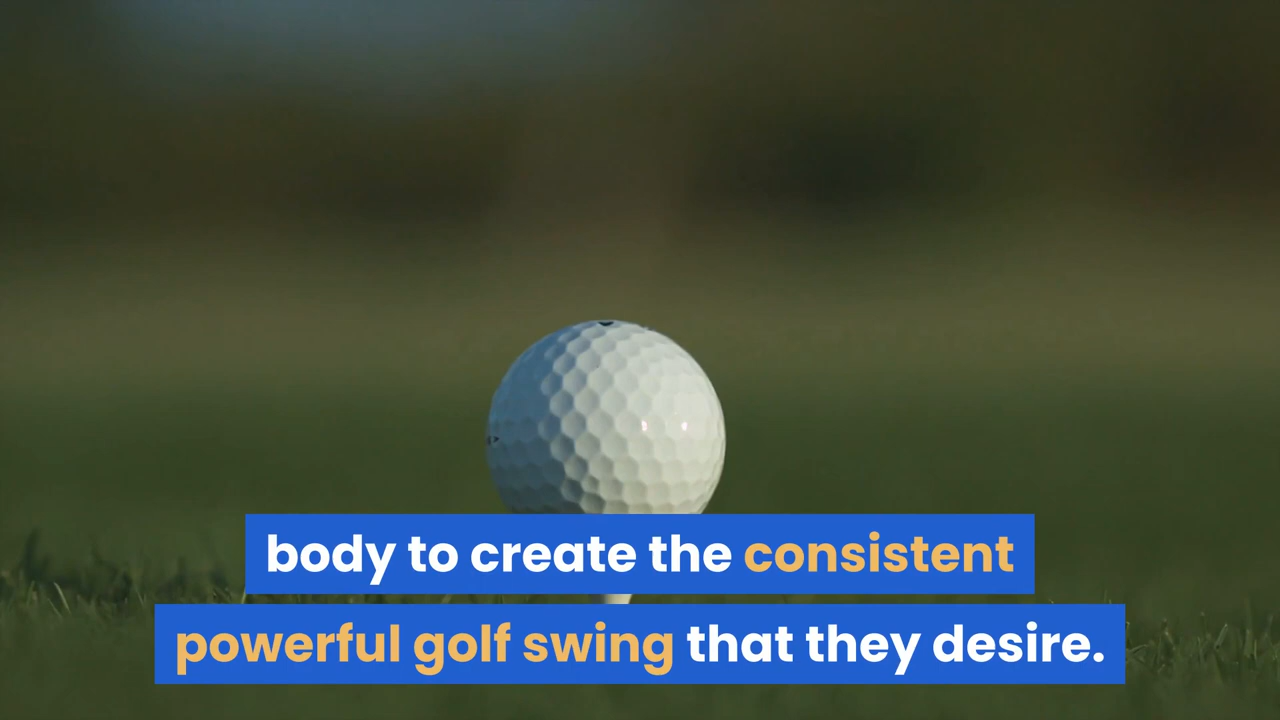 body to create the consistent
powerful golf swing that they desire.